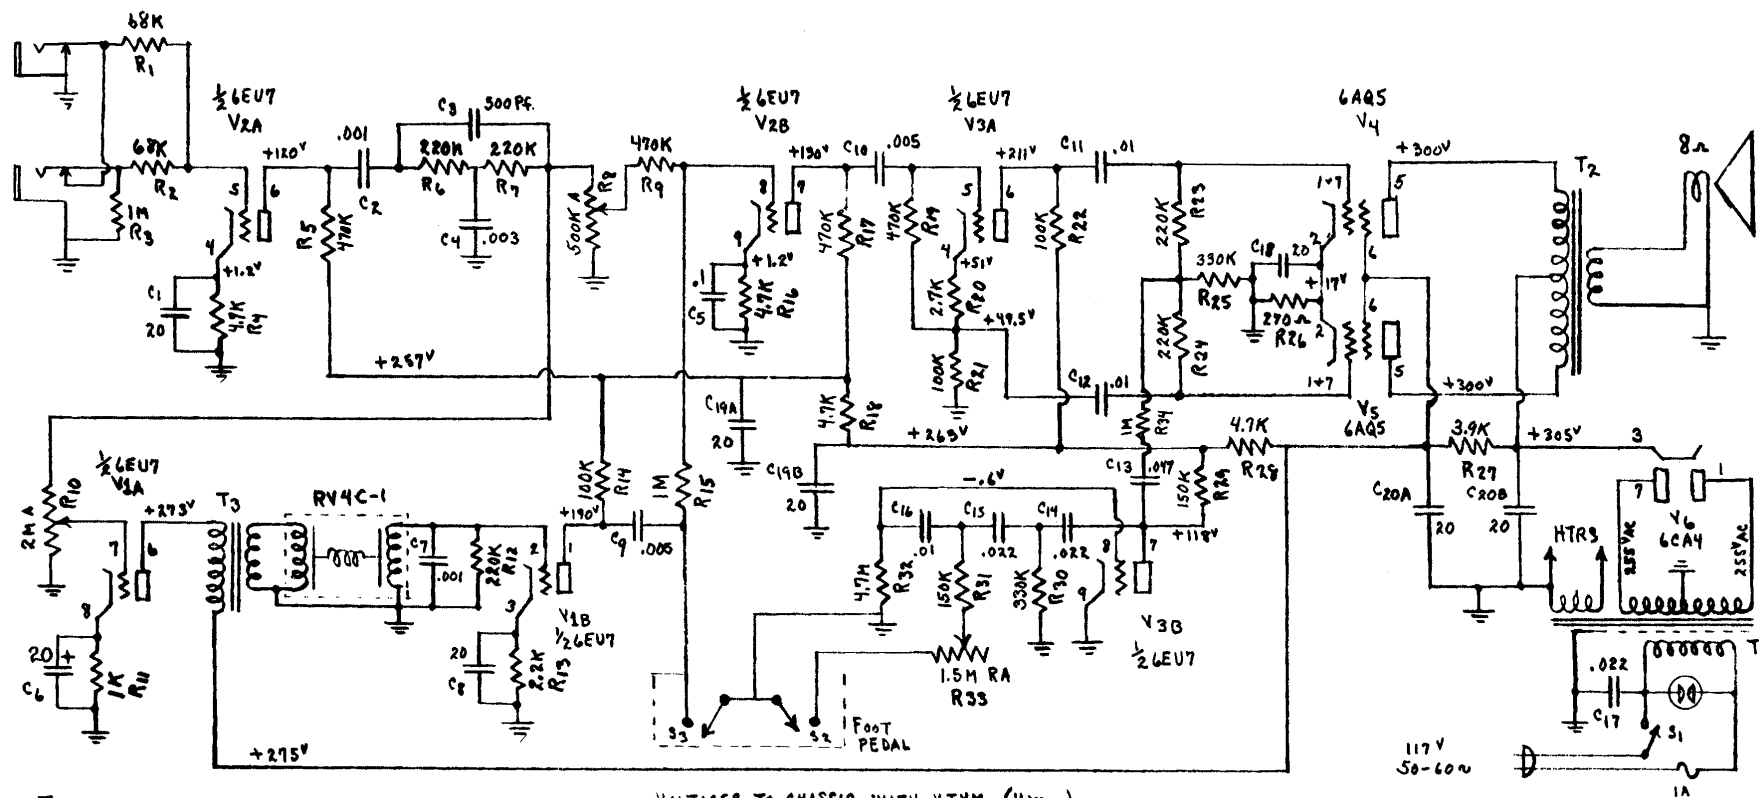 68K
R1
½ 6EU7
V2A
68K
R2
1M
R3
5
6
4
+120V
+1.2V
C1
20
4.7K
R4
R5
470K
.001
C2
C3
500Pf.
220K
R6
220K
R7
C4
.003
500K A
R8
470K
R9
½ 6EU7
V2B
8
7
9
+190V
+1.2V
.1
C5
4.7K
R16
C10
.005
470K
R17
470K
R19
½ 6EU7
V3A
5
6
4
+211V
+51V
2.7K
R20
+49.5V
100K
R21
100K
R22
C11
.01
C12
.01
220K
R23
220K
R24
330K
R25
C18
20
+17V
270Ω
R26
6AQ5
V4
1+7
2
5
6
+300V
6
2
1+7
5
+300V
V5
6AQ5
T2
8Ω
+257V
C19A
20
4.7K
R18
+263V
C19B
20
1M
R34
C13
.047
150K
R29
4.7K
R28
3.9K
R27
+305V
3
C20A
20
C20B
20
7
1
V6
6CA4
255VAC
255VAC
HTRS
2MA
R10
½ 6EU7
V1A
7
6
8
+273V
20
+
C6
1K
R11
T3
RV4C-1
C7
.001
220K
R12
2
1
3
+190V
V1B
½ 6EU7
20
C8
2.2K
R13
100K
R14
C9
.005
1M
R15
-.6V
C16
.01
C15
.022
C14
.022
+118V
4.7M
R32
150K
R31
330K
R30
8
7
9
V3B
½ 6EU7
1.5M RA
R33
S3
S2
FOOT
PEDAL
+275V
T
.022
C17
S1
117V
50-60~
1A
VOLTAGES TO CHASSIS WITH VTVM